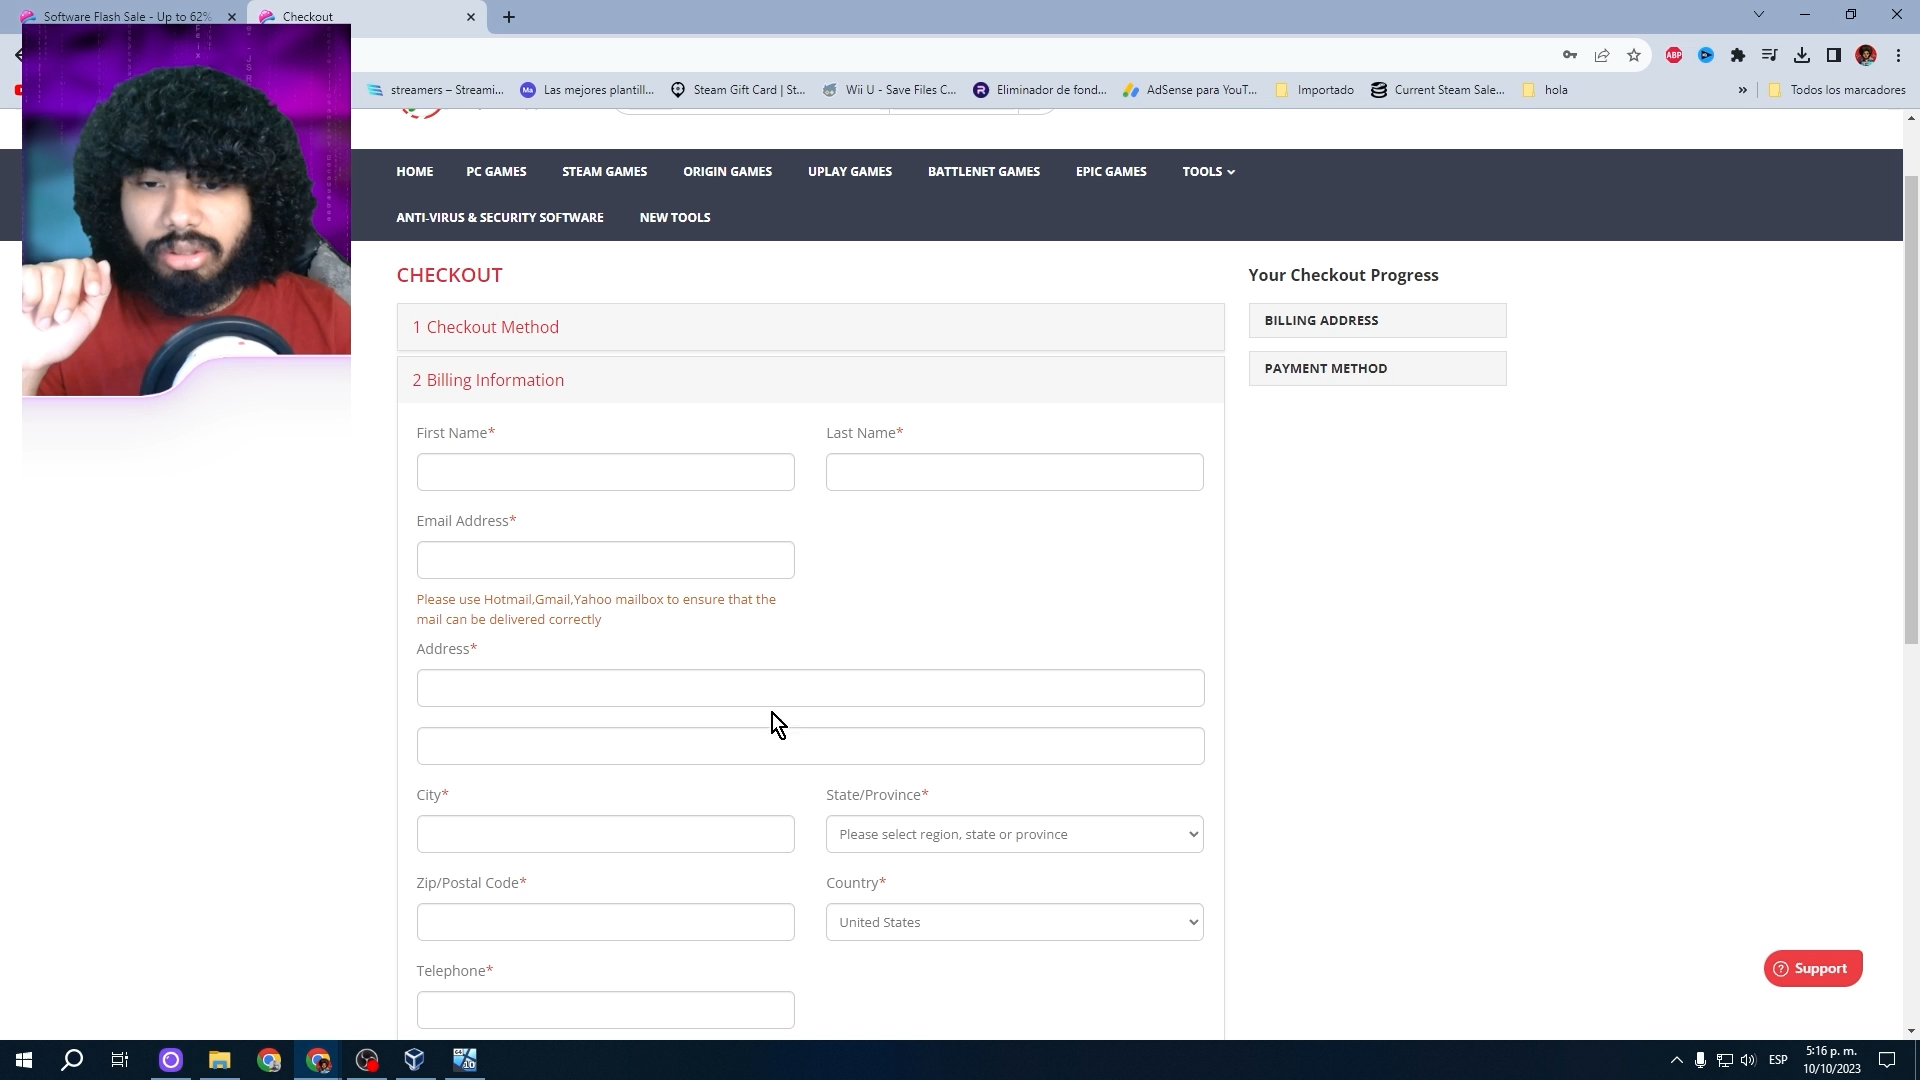 Software Flash Sale - Up to 62%
Checkout
streamers – Streami...
Ma
Las mejores plantill...
Steam Gift Card | St...
Wii U - Save Files C...
Eliminador de fond...
AdSense para YouT...
Importado
Current Steam Sale...
hola
»
Todos los marcadores
ABP
HOME
PC GAMES
STEAM GAMES
ORIGIN GAMES
UPLAY GAMES
BATTLENET GAMES
EPIC GAMES
TOOLS
ANTI-VIRUS & SECURITY SOFTWARE
NEW TOOLS
CHECKOUT
Your Checkout Progress
1 Checkout Method
BILLING ADDRESS
PAYMENT METHOD
2 Billing Information
First Name*
Last Name*
Email Address*
Please use Hotmail,Gmail,Yahoo mailbox to ensure that the
mail can be delivered correctly
Address*
City*
State/Province*
Please select region, state or province
Zip/Postal Code*
Country*
United States
Telephone*
Support
64
10
ESP
5:16 p. m.
10/10/2023